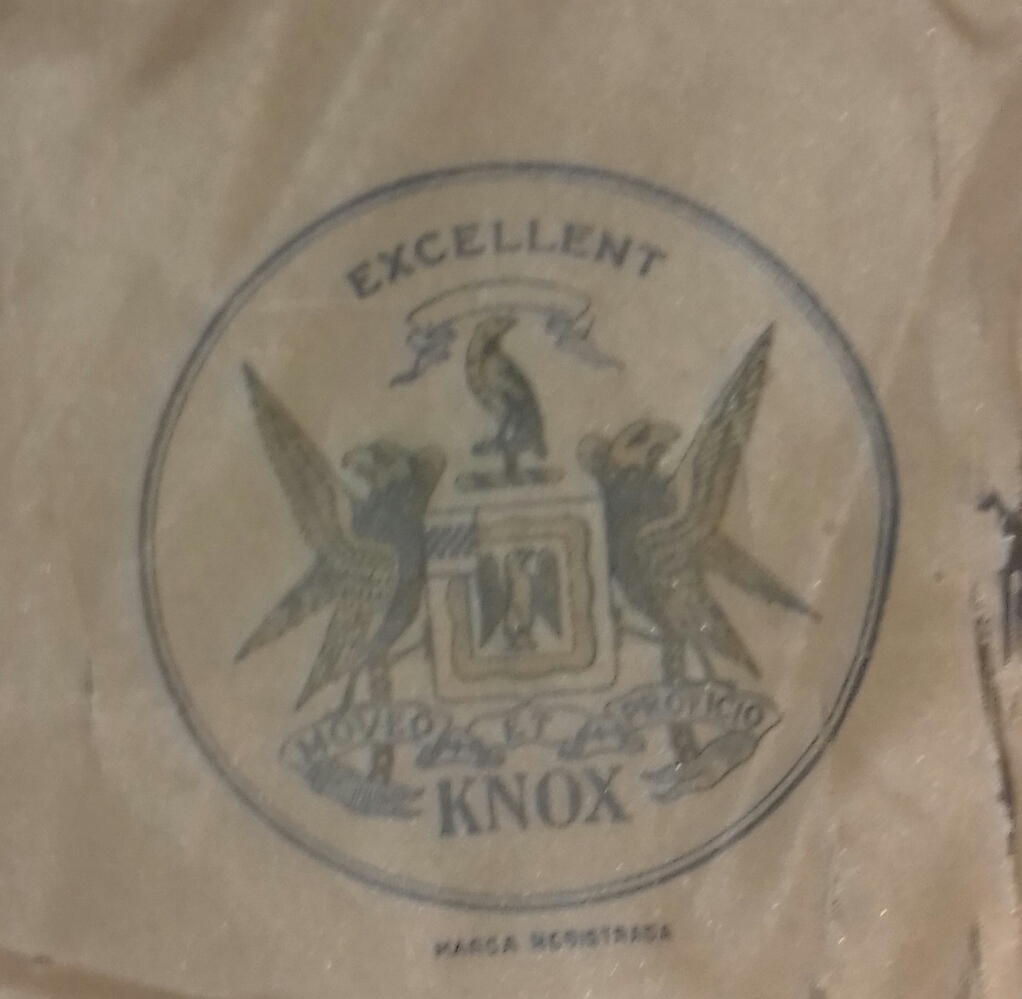 EXCELLENT
MOVEO ET PROFICIO
KNOX
MARCA REGISTRADA